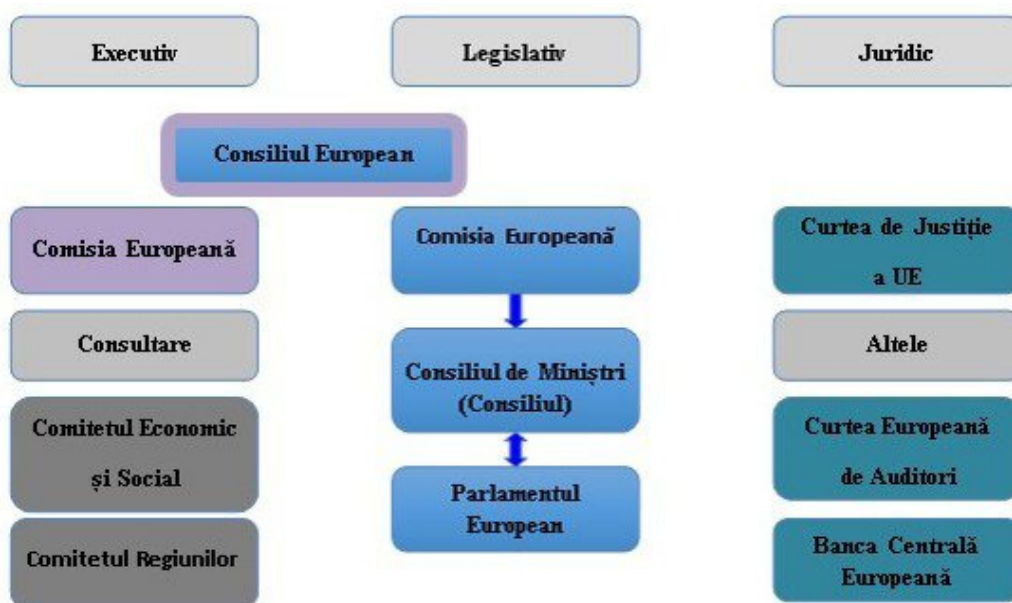 Executiv
Legislativ
Juridic
Consiliul European
Comisia Europeană
Comisia Europeană
Curtea de Justiție
a UE
Consultare
Consiliul de Miniștri
(Consiliul)
Altele
Comitetul Economic
și Social
Parlamentul
European
Curtea Europeană
de Auditori
Comitetul Regiunilor
Banca Centrală
Europeană